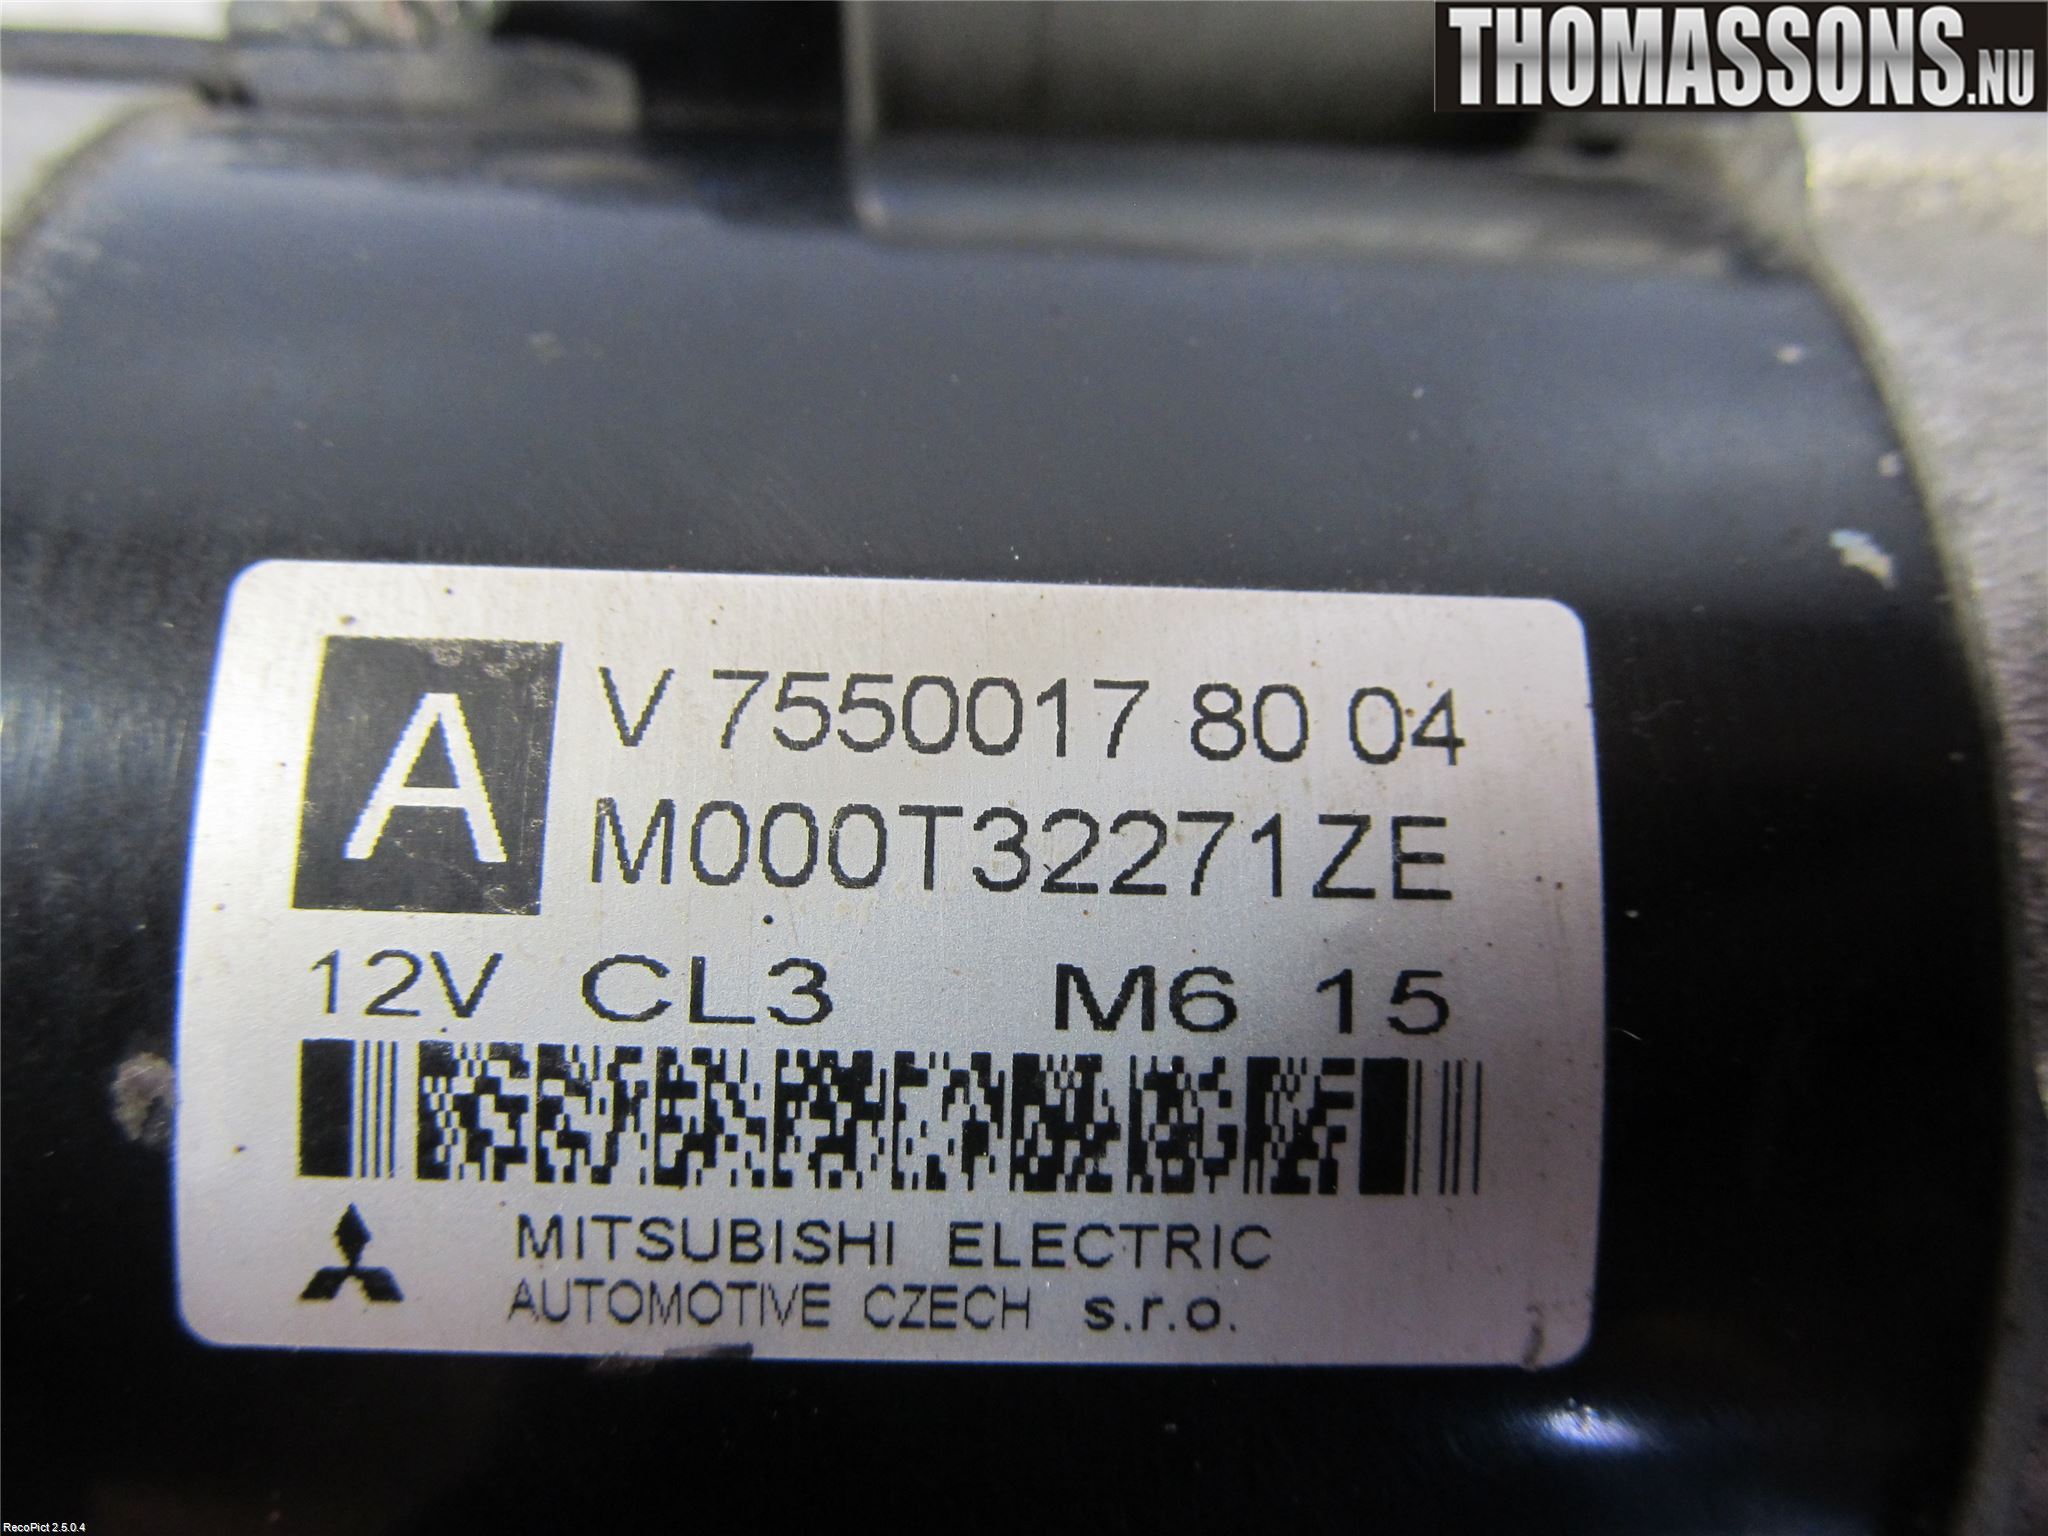 THOMASSONS.NU
A
V 7550017 80 04
M000T32271ZE
12V CL3 M6 15
MITSUBISHI ELECTRIC
AUTOMOTIVE CZECH s.r.o.
RecoPict 2.5.0.4